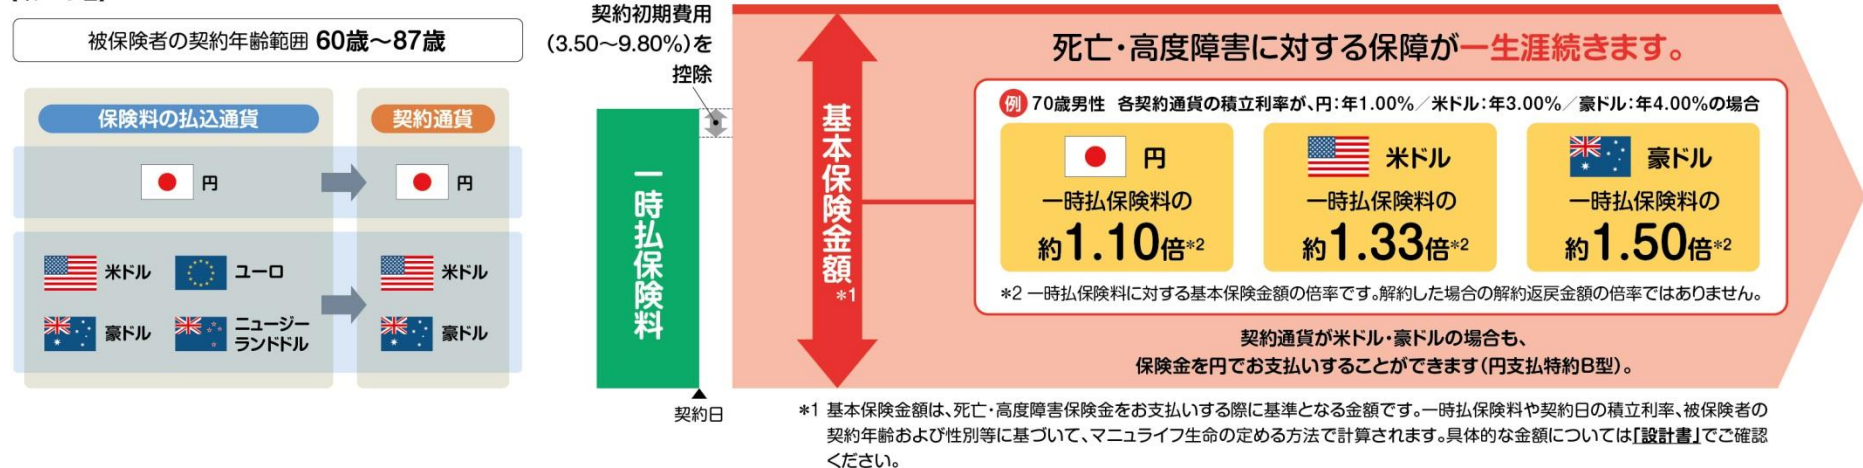 被保険者の契約年齢範囲 60歳～87歳
保険料の払込通貨
契約通貨
円
円
米ドル
ユーロ
米ドル
豪ドル
ニュージー
ランドドル
豪ドル
契約初期費用
(3.50～9.80%)を
控除
一時払保険料
契約日
基本保険金額
*1
死亡・高度障害に対する保障が一生涯続きます。
例 70歳男性 各契約通貨の積立利率が、円：年1.00%／米ドル：年3.00%／豪ドル：年4.00%の場合
円
一時払保険料の
約1.10倍*2
米ドル
一時払保険料の
約1.33倍*2
豪ドル
一時払保険料の
約1.50倍*2
*2 一時払保険料に対する基本保険金額の倍率です。解約した場合の解約返戻金額の倍率ではありません。
契約通貨が米ドル・豪ドルの場合も、
保険金を円でお支払いすることができます(円支払特約B型)。
*1 基本保険金額は、死亡・高度障害保険金をお支払いする際に基準となる金額です。一時払保険料や契約日の積立利率、被保険者の
契約年齢および性別等に基づいて、マニュライフ生命の定める方法で計算されます。具体的な金額については「設計書」でご確認
ください。